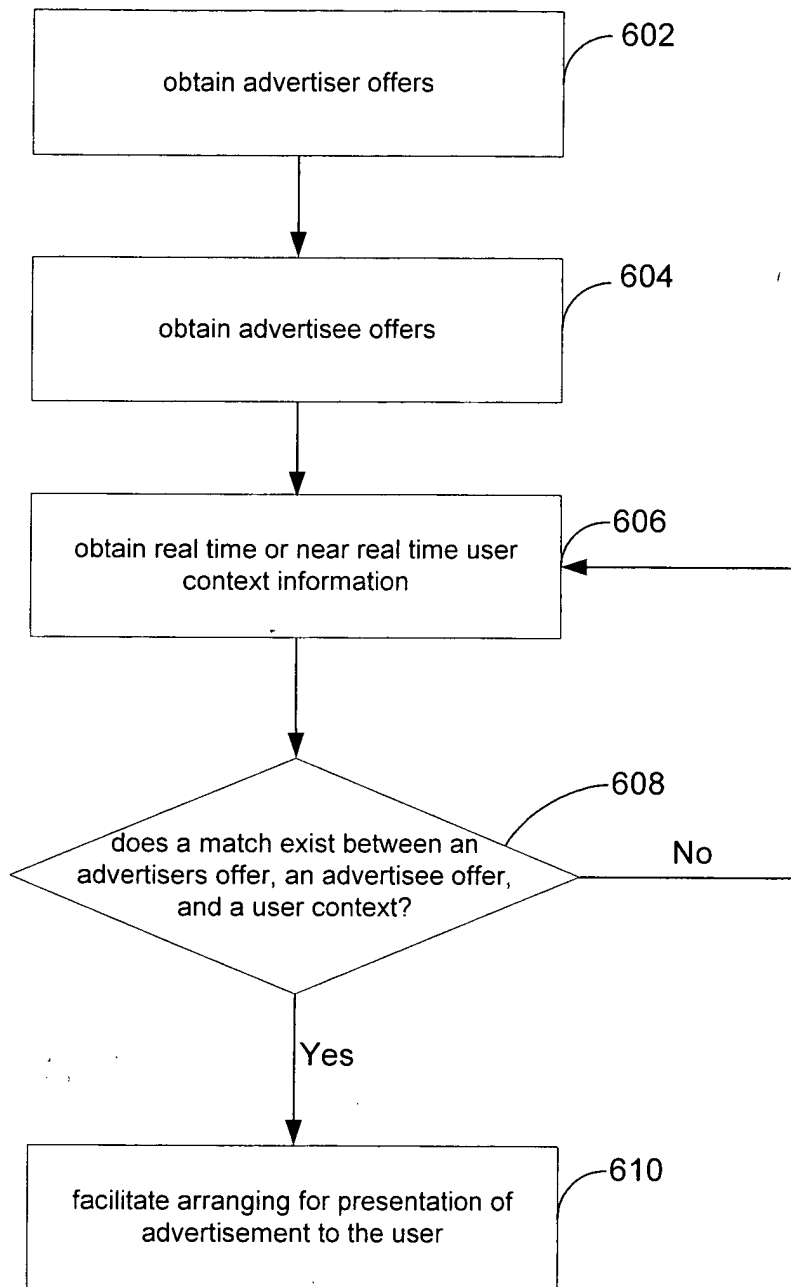 602
obtain advertiser offers
604
obtain advertisee offers
606
obtain real time or near real time user
context information
608
does a match exist between an
advertisers offer, an advertisee offer,
and a user context?
No
Yes
610
facilitate arranging for presentation of
advertisement to the user